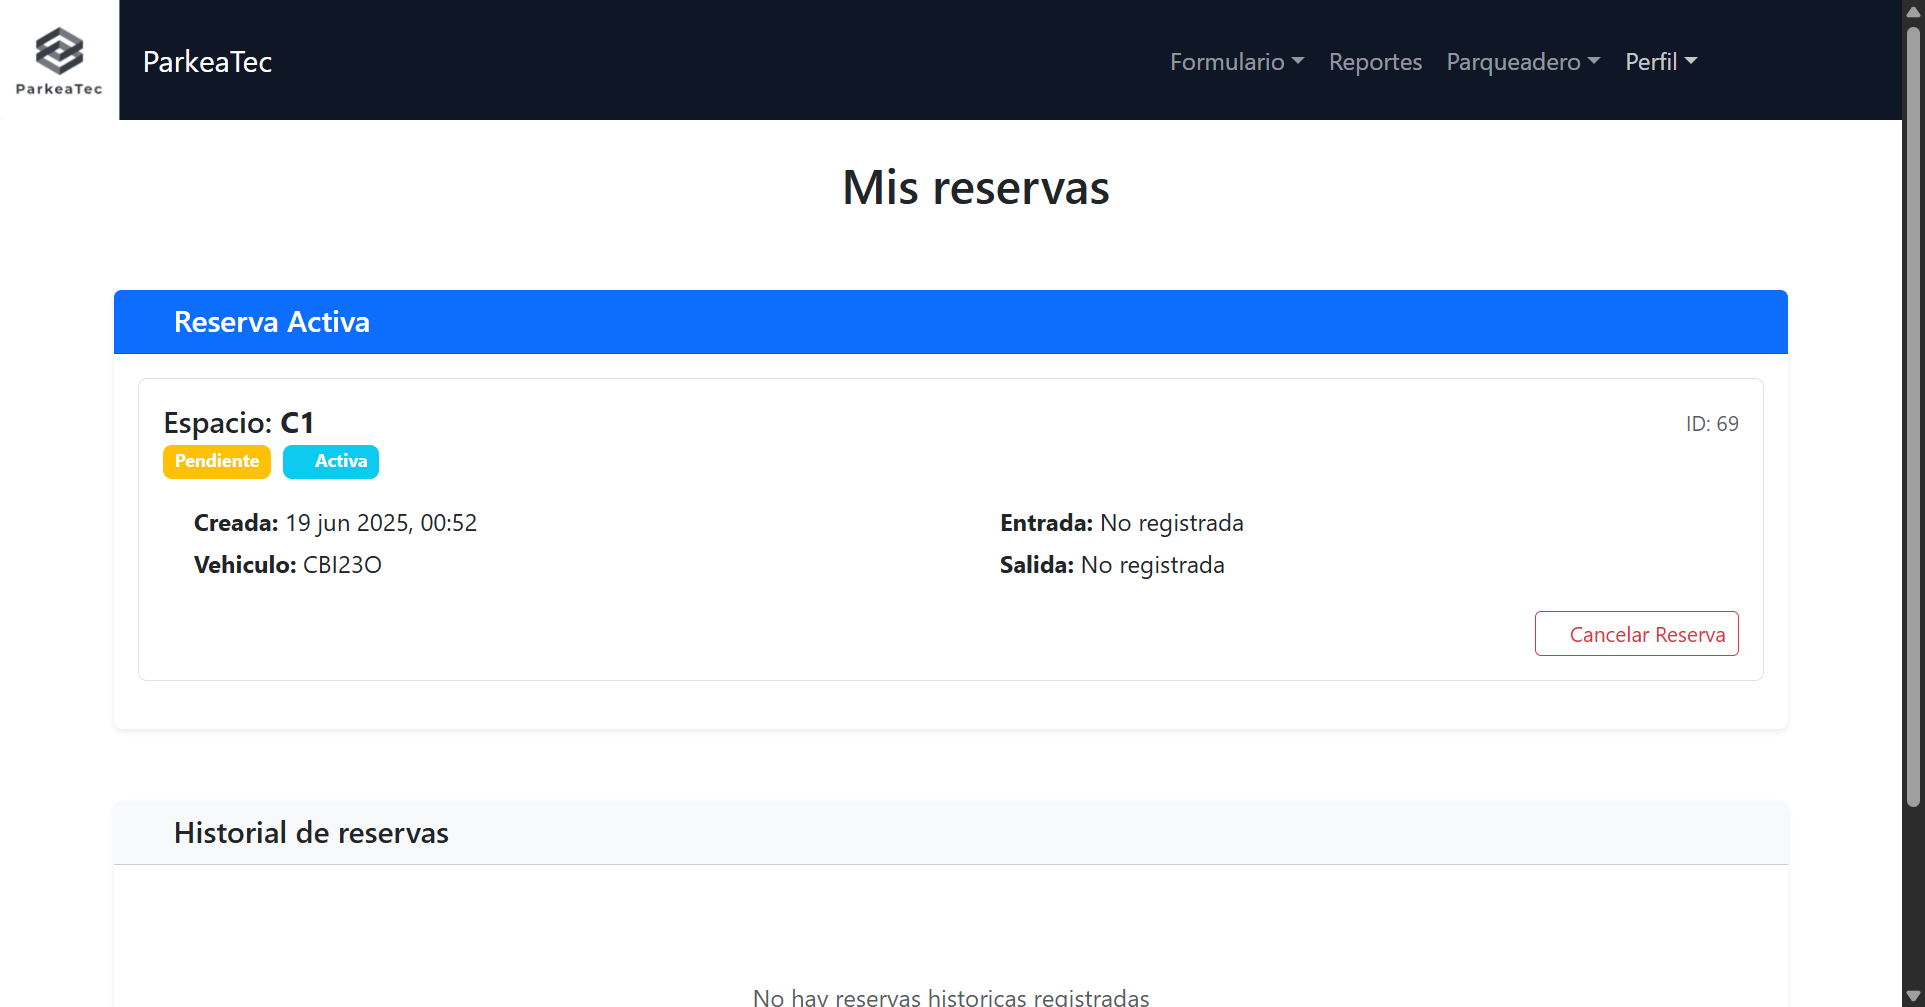 ParkeaTec
ParkeaTec
Formulario Reportes Parqueadero Perfil
Mis reservas
Reserva Activa
Espacio: C1
ID: 69
Pendiente Activa
Creada: 19 jun 2025, 00:52
Entrada: No registrada
Vehiculo: CBI23O
Salida: No registrada
Cancelar Reserva
Historial de reservas
No hay reservas historicas registradas